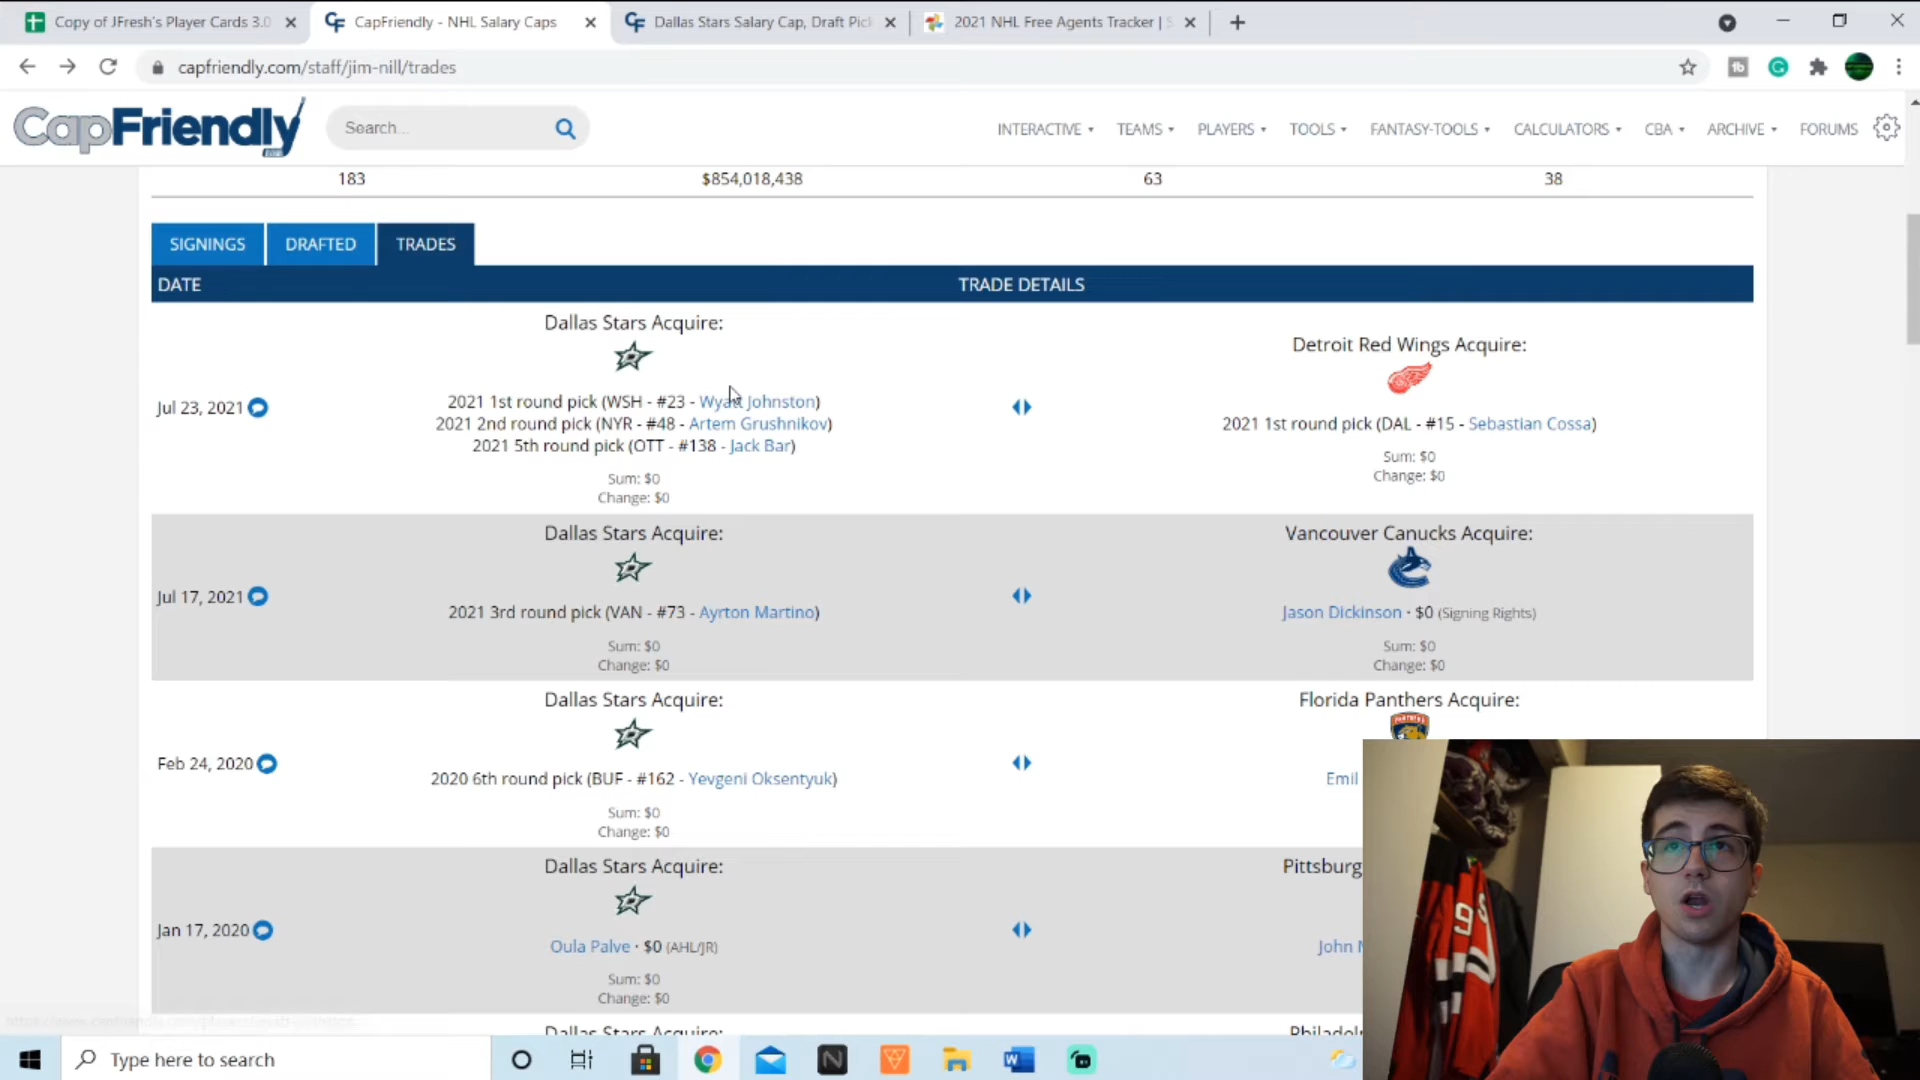 Copy of JFresh's Player Cards 3.0
CapFriendly - NHL Salary Caps
Dallas Stars Salary Cap, Draft Pick
2021 NHL Free Agents Tracker | S
capfriendly.com/staff/jim-nill/trades
CapFriendly
Search...
INTERACTIVE TEAMS PLAYERS TOOLS FANTASY-TOOLS CALCULATORS CBA ARCHIVE FORUMS
183 $854,018,438 63 38
SIGNINGS DRAFTED TRADES
DATE TRADE DETAILS
Jul 23, 2021
Dallas Stars Acquire:
2021 1st round pick (WSH - #23 - Wyatt Johnston)
2021 2nd round pick (NYR - #48 - Artem Grushnikov)
2021 5th round pick (OTT - #138 - Jack Bar)
Sum: $0
Change: $0
Detroit Red Wings Acquire:
2021 1st round pick (DAL - #15 - Sebastian Cossa)
Sum: $0
Change: $0
Jul 17, 2021
Dallas Stars Acquire:
2021 3rd round pick (VAN - #73 - Ayrton Martino)
Sum: $0
Change: $0
Vancouver Canucks Acquire:
Jason Dickinson · $0 (Signing Rights)
Sum: $0
Change: $0
Feb 24, 2020
Dallas Stars Acquire:
2020 6th round pick (BUF - #162 - Yevgeni Oksentyuk)
Sum: $0
Change: $0
Florida Panthers Acquire:
Emil
Jan 17, 2020
Dallas Stars Acquire:
Oula Palve · $0 (AHL/JR)
Sum: $0
Change: $0
Pittsburg
John
Dallas Stars Acquire:
Philadel
Type here to search